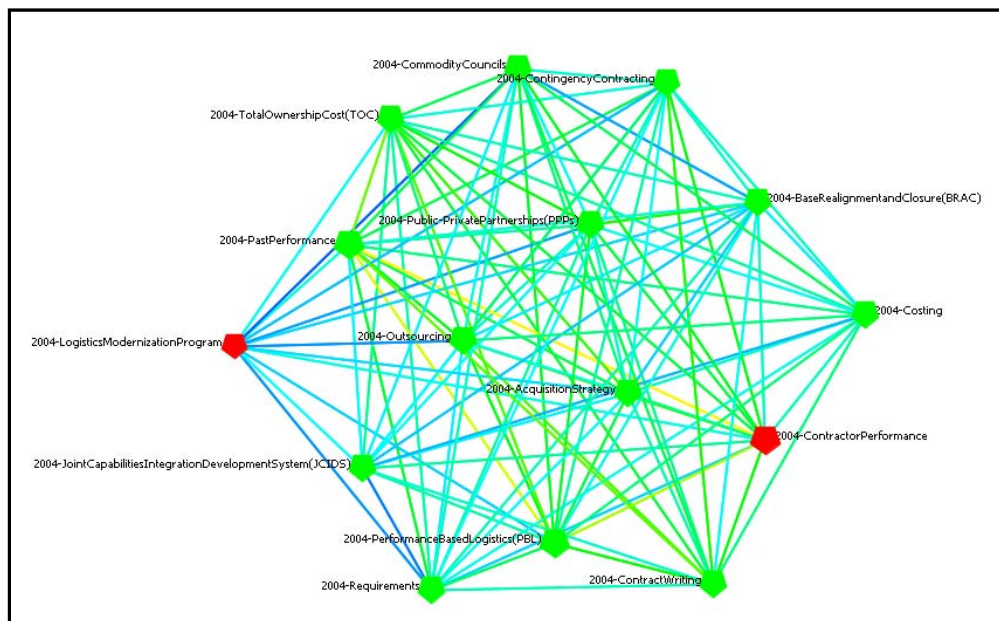 2004-CommodityCouncils
2004-ContingencyContracting
2004-TotalOwnershipCost(TOC)
2004-BaseRealignmentandClosure(BRAC)
2004-Public-PrivatePartnerships(PPPs)
2004-PastPerformance
2004-Costing
2004-LogisticsModernizationProgram
2004-Outsourcing
2004-AcquisitionStrategy
2004-ContractorPerformance
2004-JointCapabilitiesIntegrationDevelopmentSystem(JCIDS)
2004-PerformanceBasedLogistics(PBL)
2004-Requirements
2004-ContractWriting